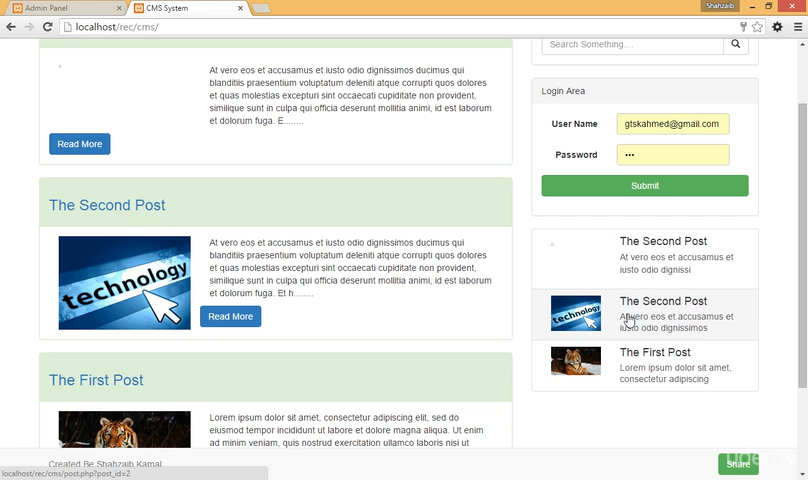 Admin Panel
CMS System
Shahzaib
localhost/rec/cms/
Search Something....
At vero eos et accusamus et iusto odio dignissimos ducimus qui
blanditiis praesentium voluptatum deleniti atque corrupti quos dolores
et quas molestias excepturi sint occaecati cupiditate non provident,
similique sunt in culpa qui officia deserunt mollitia animi, id est laborum
et dolorum fuga. E........
Read More
Login Area
User Name
gtskahmed@gmail.com
Password
•••
Submit
The Second Post
technology
At vero eos et accusamus et iusto odio dignissimos ducimus qui
blanditiis praesentium voluptatum deleniti atque corrupti quos dolores
et quas molestias excepturi sint occaecati cupiditate non provident,
similique sunt in culpa qui officia deserunt mollitia animi, id est laborum
et dolorum fuga. Et h........
Read More
The Second Post
At vero eos et accusamus et
iusto odio dignissi
technology
The Second Post
At vero eos et accusamus et
iusto odio dignissimos
The First Post
Lorem ipsum dolor sit amet,
consectetur adipiscing
The First Post
Lorem ipsum dolor sit amet, consectetur adipiscing elit, sed do
eiusmod tempor incididunt ut labore et dolore magna aliqua. Ut enim
ad minim veniam, quis nostrud exercitation ullamco laboris nisi ut
Created By Shahzaib Kamal
Share
udemy
localhost/rec/cms/post.php?post_id=2